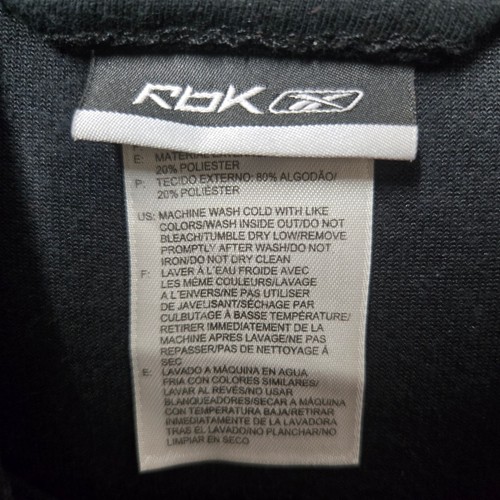 RbK
E: MATERIAL
20% POLIESTER
P: TECIDO EXTERNO: 80% ALGODÃO/
20% POLIÉSTER
US: MACHINE WASH COLD WITH LIKE
COLORS/WASH INSIDE OUT/DO NOT
BLEACH/TUMBLE DRY LOW/REMOVE
PROMPTLY AFTER WASH/DO NOT
IRON/DO NOT DRY CLEAN
F: LAVER À L'EAU FROIDE AVEC
LES MÊME COULEURS/LAVAGE
A L'ENVERS/NE PAS UTILISER
DE JAVELISANT/SÉCHAGE PAR
CULBUTAGE À BASSE TEMPÉRATURE/
RETIRER IMMEDIATEMENT DE LA
MACHINE APRES LAVAGE/NE PAS
REPASSER/PAS DE NETTOYAGE À
SEC
E: LAVADO A MÁQUINA EN AGUA
FRIA CON COLORES SIMILARES/
LAVAR AL REVÉS/NO USAR
BLANQUEADORES/SECAR A MÁQUINA
CON TEMPERATURA BAJA/RETIRAR
INMEDIATAMENTE DE LA LAVADORA
TRAS EL LAVADO/NO PLANCHAR/NO
LIMPIAR EN SECO